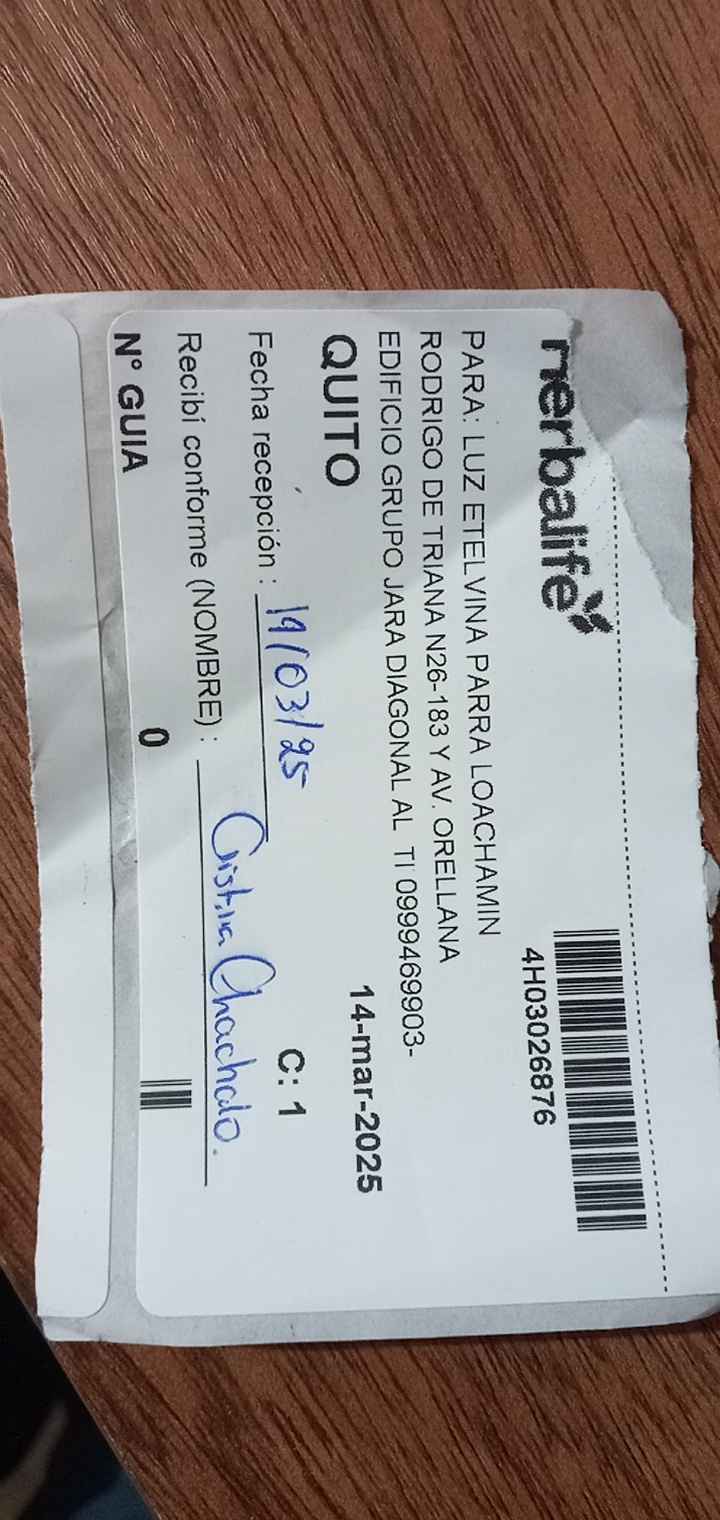 herbalife
4H03026876
PARA: LUZ ETELVINA PARRA LOACHAMIN
RODRIGO DE TRIANA N26-183 Y AV. ORELLANA
EDIFICIO GRUPO JARA DIAGONAL AL TI 0999469903-
QUITO 14-mar-2025
Fecha recepción : 19/03/25 C: 1
Recibí conforme (NOMBRE) : Cristina Chachalo.
N° GUIA 0